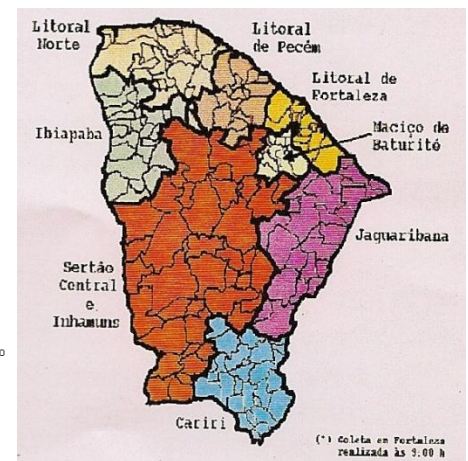 Litoral
Norte
Litoral
de Pecém
Litoral de
Fortaleza
Ibiapaba
Maciço de
Baturité
Jaguaribana
Sertão
Central
e
Inhamuns
Cariri
(*) Coleta em Fortaleza
realizada às 9:00 h
o